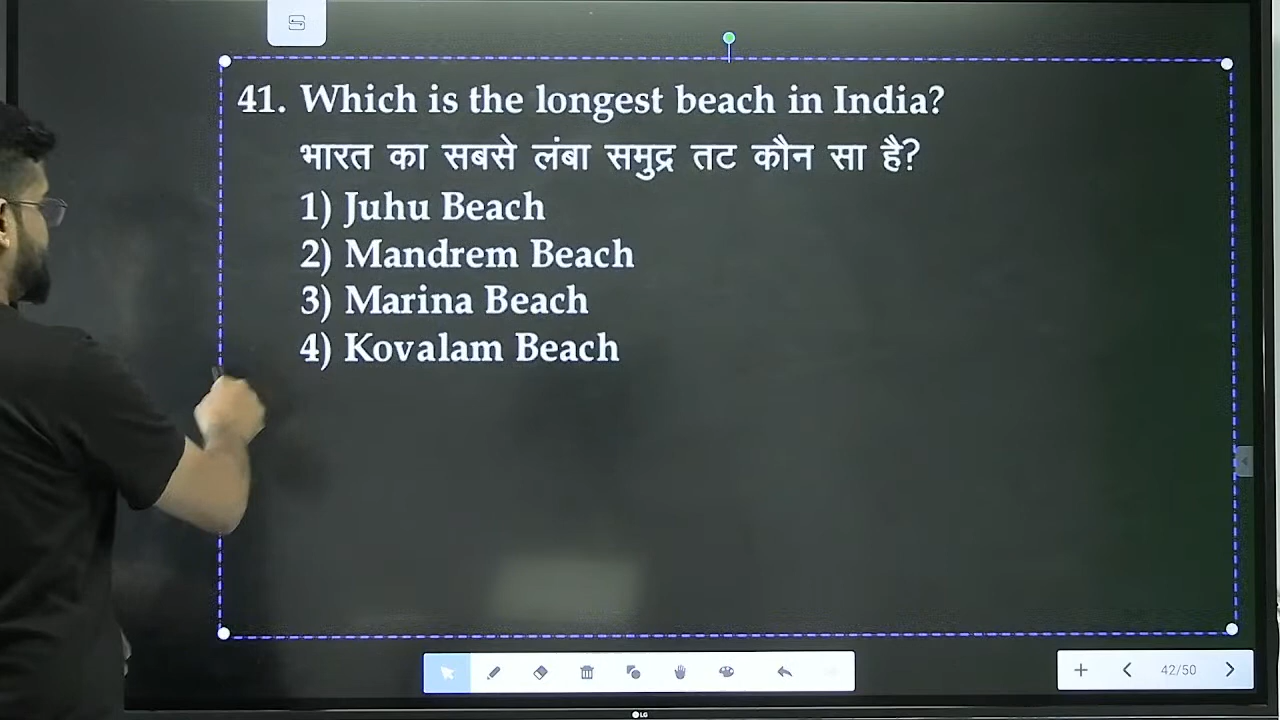 41. Which is the longest beach in India?
भारत का सबसे लंबा समुद्र तट कौन सा है?
1) Juhu Beach
2) Mandrem Beach
3) Marina Beach
4) Kovalam Beach
42/50
LG